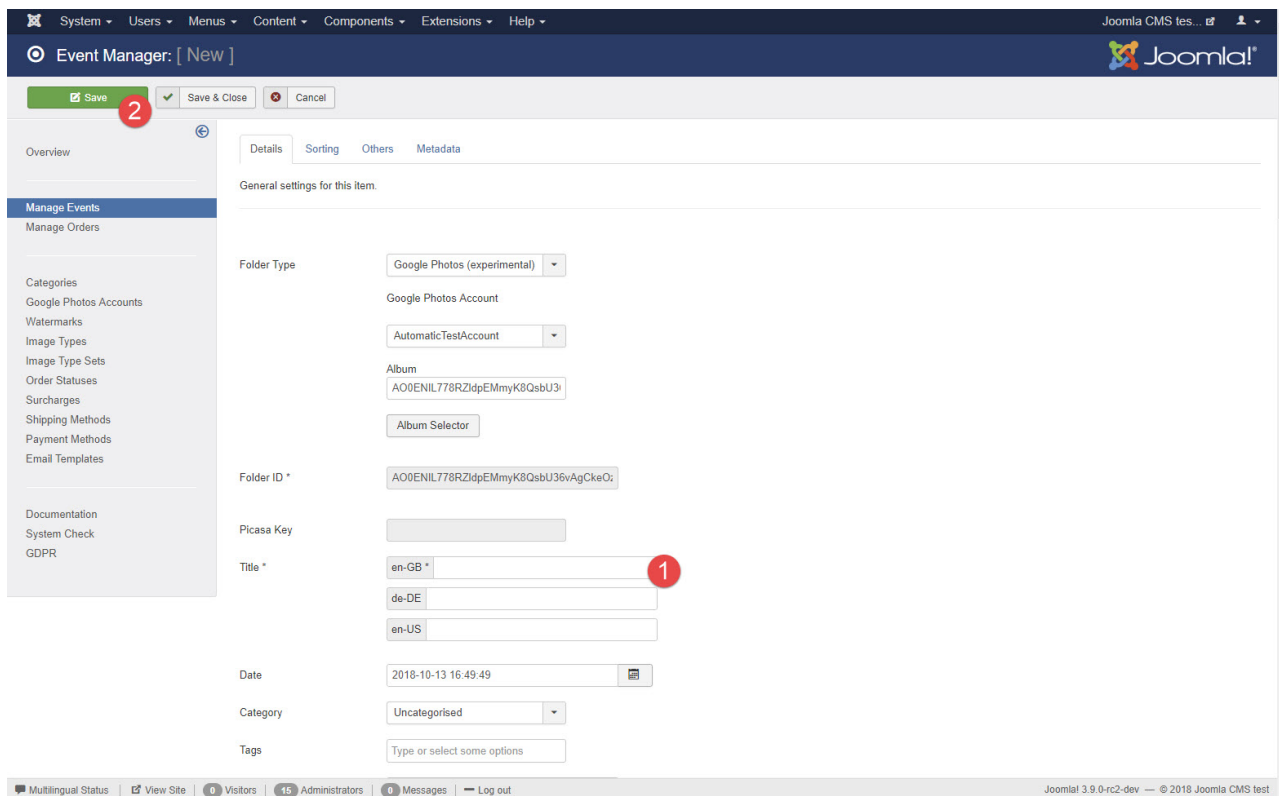 System Users Menus Content Components Extensions Help Joomla CMS tes...
Event Manager: [ New ] Joomla!®
Save 2 Save & Close Cancel
Overview
Manage Events
Manage Orders
Categories
Google Photos Accounts
Watermarks
Image Types
Image Type Sets
Order Statuses
Surcharges
Shipping Methods
Payment Methods
Email Templates
Documentation
System Check
GDPR
Details Sorting Others Metadata
General settings for this item.
Folder Type Google Photos (experimental)
Google Photos Account
AutomaticTestAccount
Album
AO0ENIL778RZldpEMmyK8QsbU3
Album Selector
Folder ID * AO0ENIL778RZldpEMmyK8QsbU36vAgCkeOz
Picasa Key
Title * en-GB * 1
de-DE
en-US
Date 2018-10-13 16:49:49
Category Uncategorised
Tags Type or select some options
Multilingual Status View Site 0 Visitors 15 Administrators 0 Messages Log out Joomla! 3.9.0-rc2-dev — © 2018 Joomla CMS test